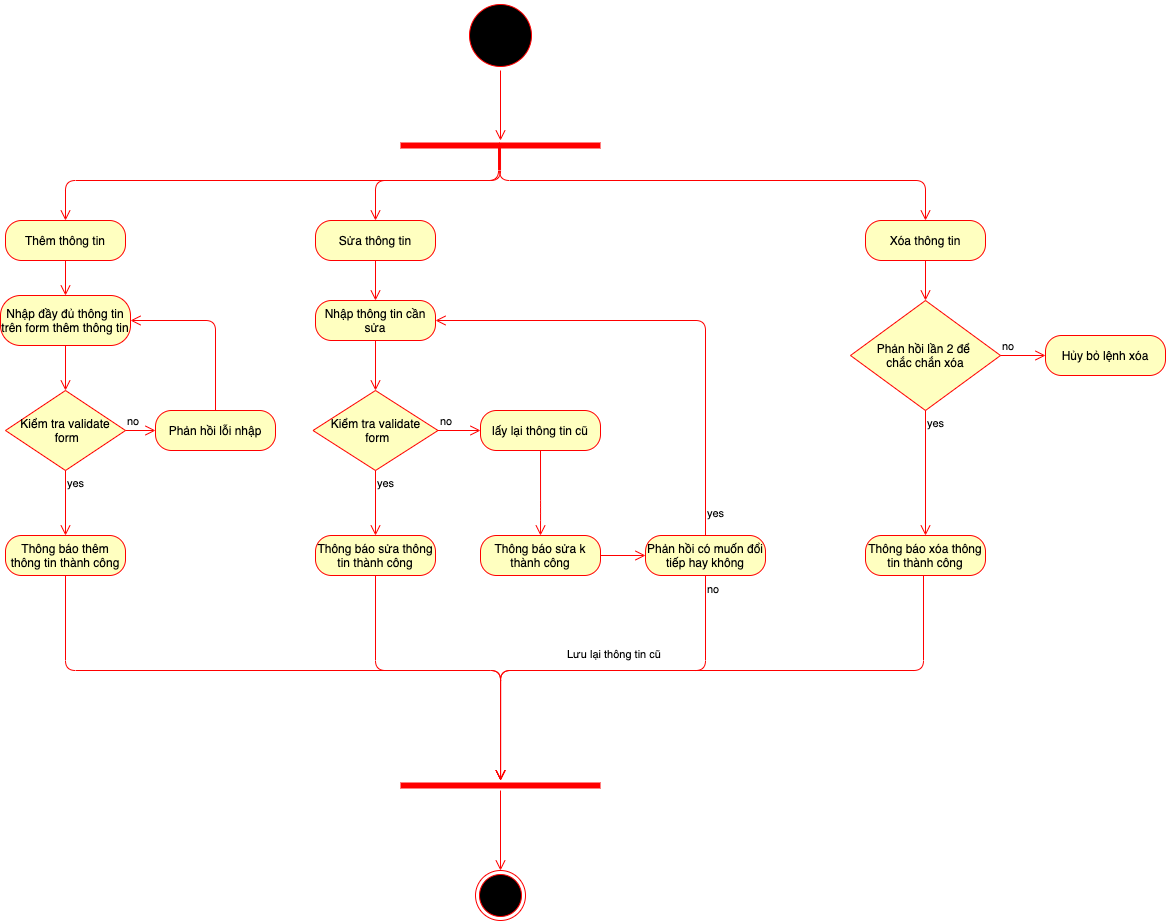 Thêm thông tin
Sửa thông tin
Xóa thông tin
Nhập đầy đủ thông tin
trên form thêm thông tin
Nhập thông tin cần
sửa
Phản hồi lần 2 để
chắc chắn xóa
no
Hủy bỏ lệnh xóa
Kiểm tra validate
form
no
Phản hồi lỗi nhập
Kiểm tra validate
form
no
lấy lại thông tin cũ
yes
yes
yes
yes
Thông báo thêm
thông tin thành công
Thông báo sửa thông
tin thành công
Thông báo sửa k
thành công
Phản hồi có muốn đổi
tiếp hay không
Thông báo xóa thông
tin thành công
no
Lưu lại thông tin cũ